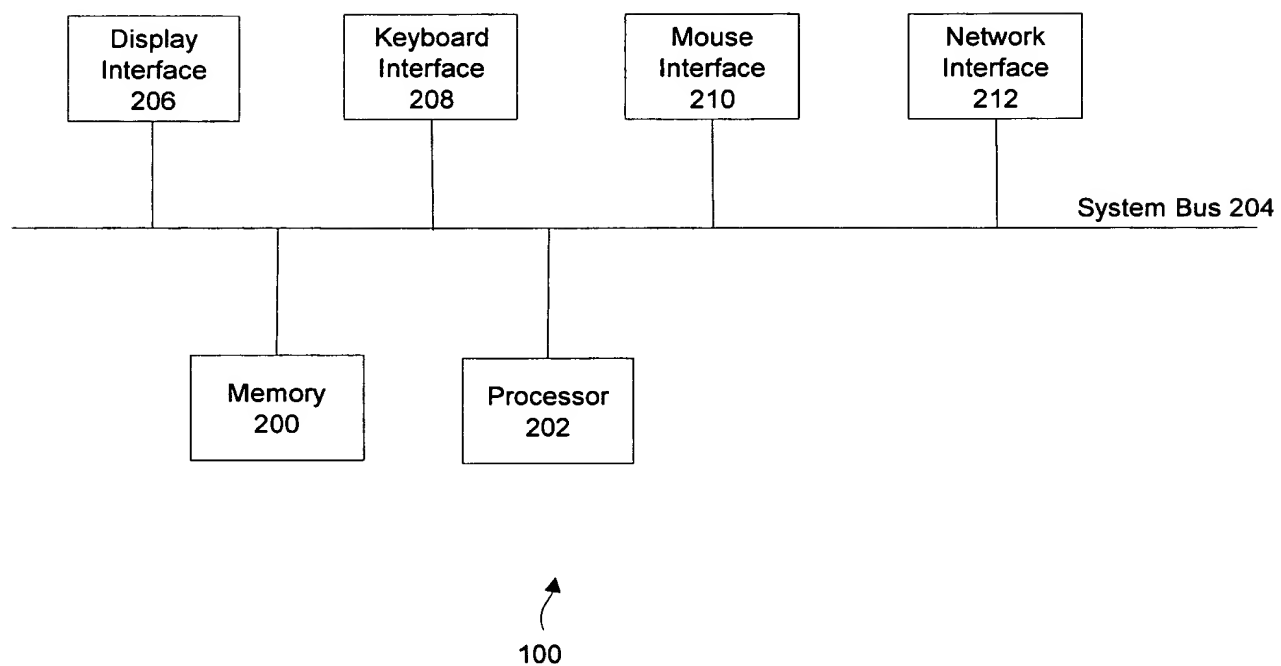 Display
Interface
206
Keyboard
Interface
208
Mouse
Interface
210
Network
Interface
212
System Bus 204
Memory
200
Processor
202
100